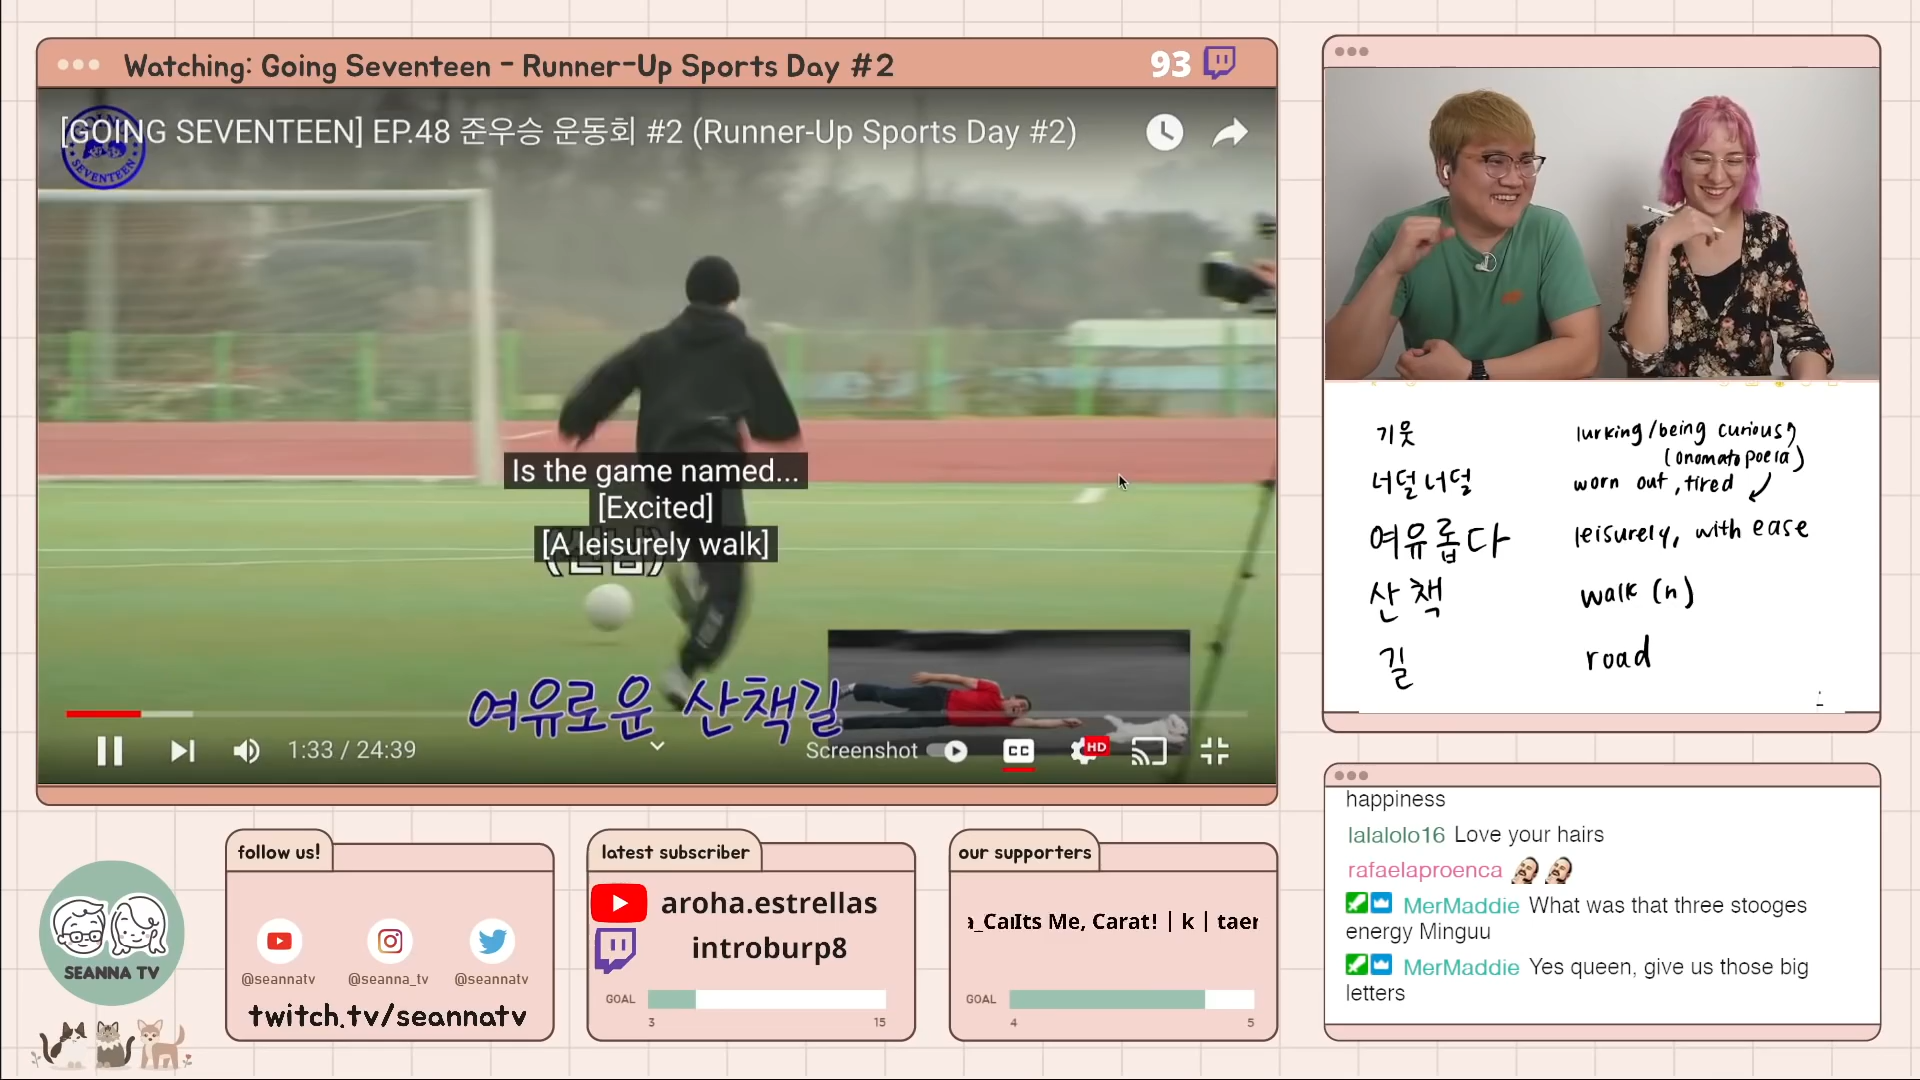 Watching: Going Seventeen - Runner-Up Sports Day #2
93
[GOING SEVENTEEN] EP.48 준우승 운동회 #2 (Runner-Up Sports Day #2)
SEVENTEEN
Is the game named...
[Excited]
[A leisurely walk]
여유로운 산책길
1:33 / 24:39
Screenshot
CC
HD
기웃 lurking/being curious
(onomatopoeia)
너덜너덜 worn out, tired
여유롭다 leisurely, with ease
산책 walk (n)
길 road
happiness
lalalolo16 Love your hairs
rafaelaproenca
MerMaddie What was that three stooges
energy Minguu
MerMaddie Yes queen, give us those big
letters
SEANNA TV
follow us!
@seannatv @seanna_tv @seannatv
twitch.tv/seannatv
latest subscriber
aroha.estrellas
introburp8
GOAL
3 15
our supporters
Its Me, Carat! | k | taer
GOAL
4 5